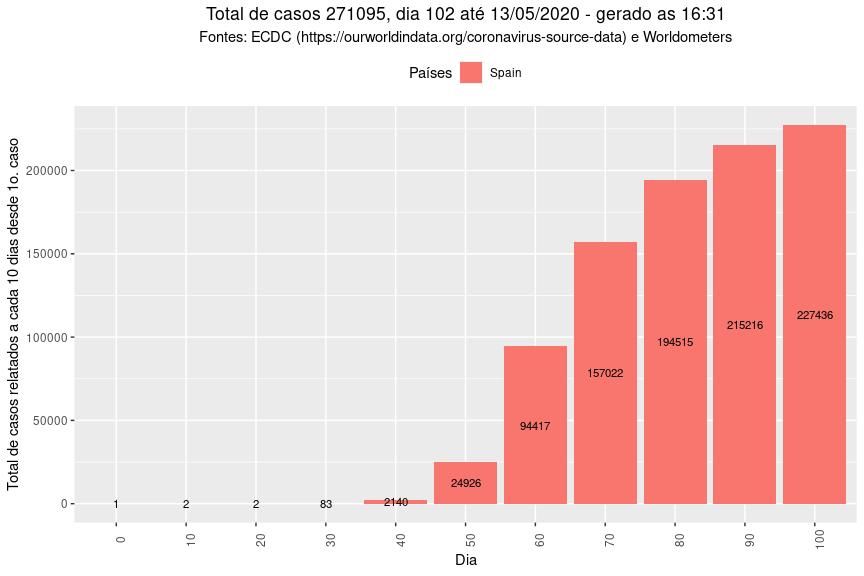 Total de casos 271095, dia 102 até 13/05/2020 - gerado as 16:31
Fontes: ECDC (https://ourworldindata.org/coronavirus-source-data) e Worldometers
Países Spain
Total de casos relatados a cada 10 dias desde 1o. caso
200000
150000
100000
50000
0
1 2 2 83 2140 24926 94417 157022 194515 215216 227436
0 10 20 30 40 50 60 70 80 90 100
Dia